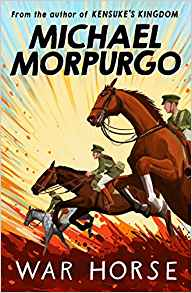 From the author of KENSUKE'S KINGDOM
MICHAEL
MORPURGO
WAR HORSE